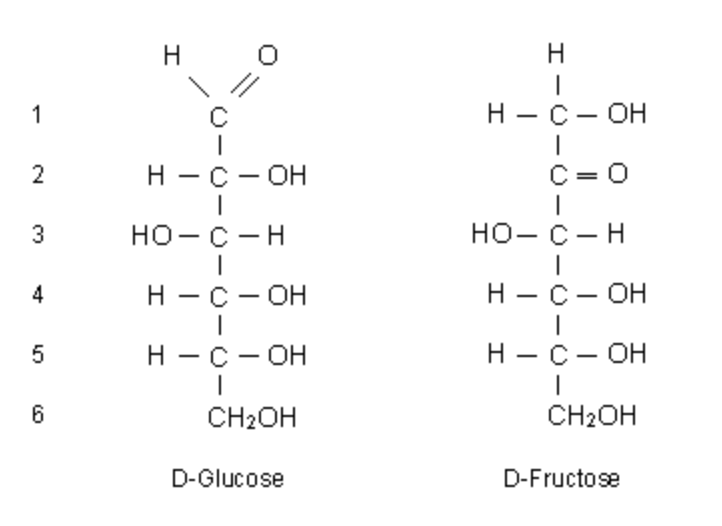 H O H
1 C H – C – OH
2 H – C – OH C = O
3 HO – C – H HO – C – H
4 H – C – OH H – C – OH
5 H – C – OH H – C – OH
6 CH₂OH CH₂OH
D-Glucose D-Fructose